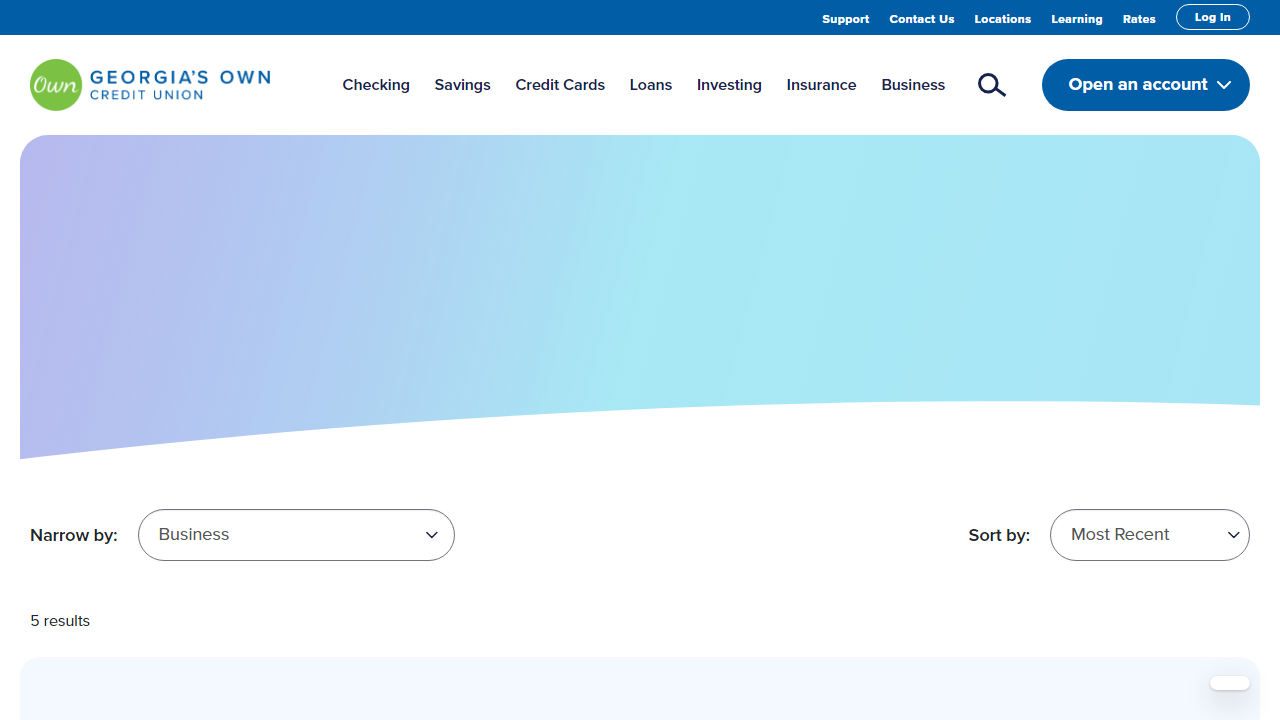 Support Contact Us Locations Learning Rates Log In
Own GEORGIA'S OWN
CREDIT UNION
Checking Savings Credit Cards Loans Investing Insurance Business Open an account
Narrow by: Business Sort by: Most Recent
5 results